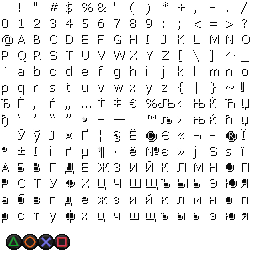 ! " # $ % & ' ( ) * + , - . /
0 1 2 3 4 5 6 7 8 9 : ; < = > ?
@ A B C D E F G H I J K L M N O
P Q R S T U V W X Y Z [ \ ] ^ _
` a b c d e f g h i j k l m n o
p q r s t u v w x y z { | } ~
Ђ Ѓ ‚ ѓ „ … † ‡ € ‰ Љ ‹ Њ Ќ Ћ Џ
ђ ‘ ’ “ ” • – — ™ љ › њ ќ ћ џ
Ў ў Ј ¤ Ґ ¦ § Ё © Є « ¬ - ® Ї
° ± І і ґ µ ¶ · ё № є » ј Ѕ ѕ ї
А Б В Г Д Е Ж З И Й К Л М Н О П
Р С Т У Ф Х Ц Ч Ш Щ Ъ Ы Ь Э Ю Я
а б в г д е ж з и й к л м н о п
р с т у ф х ц ч ш щ ъ ы ь э ю я